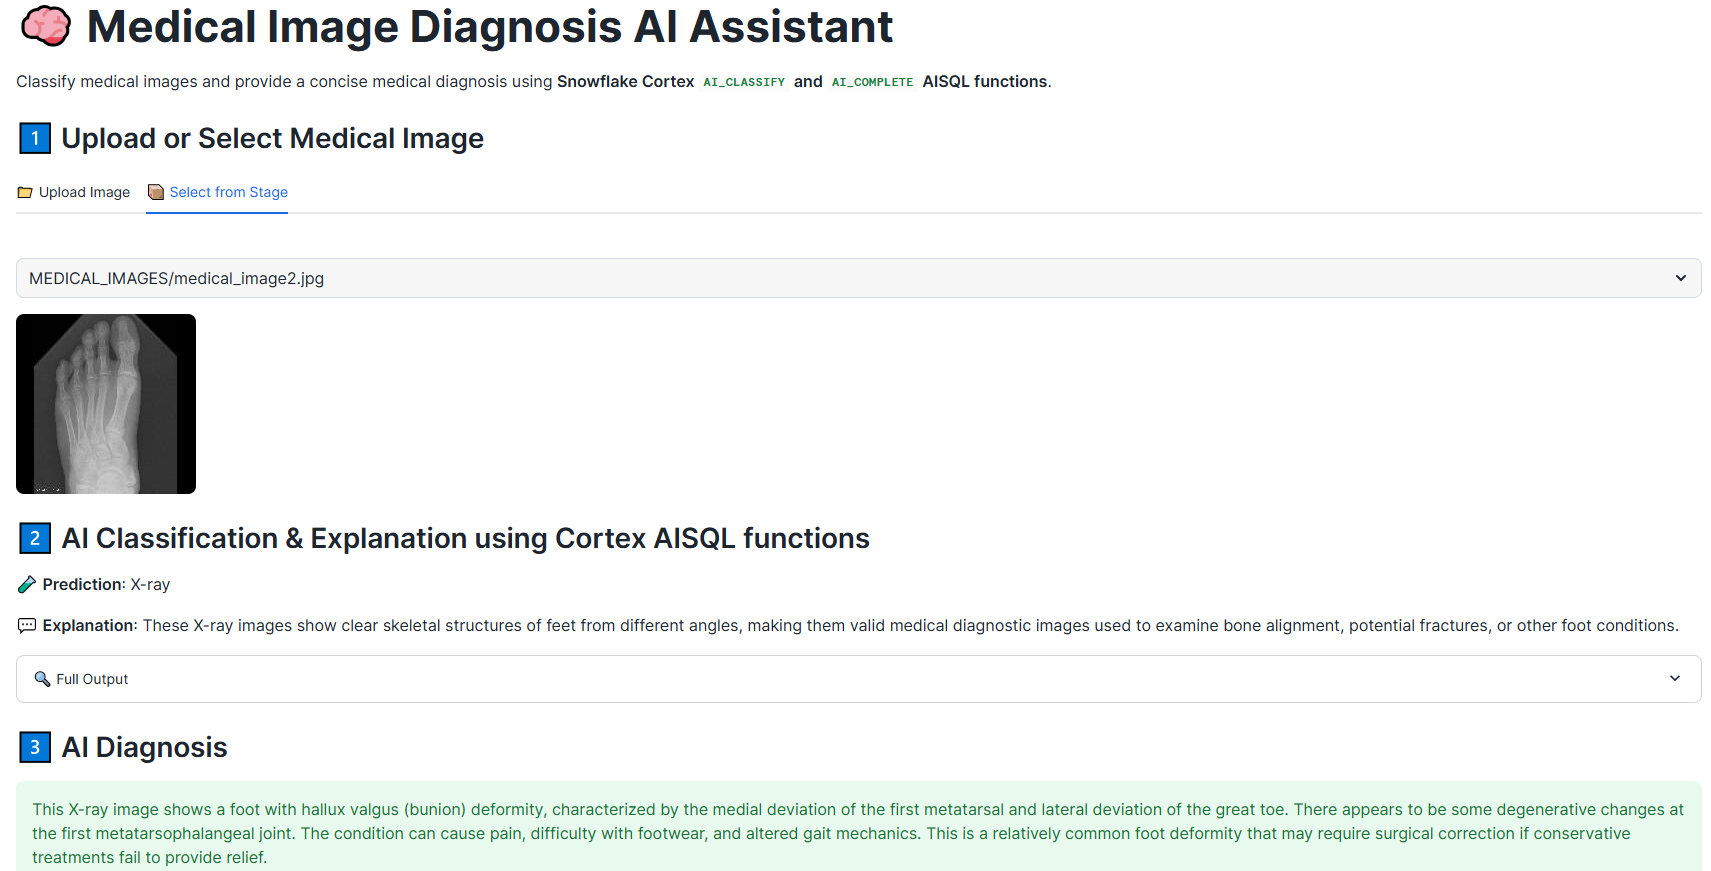 Medical Image Diagnosis AI Assistant
Classify medical images and provide a concise medical diagnosis using Snowflake Cortex AI_CLASSIFY and AI_COMPLETE AISQL functions.
1 Upload or Select Medical Image
Upload Image Select from Stage
MEDICAL_IMAGES/medical_image2.jpg
2 AI Classification & Explanation using Cortex AISQL functions
Prediction: X-ray
Explanation: These X-ray images show clear skeletal structures of feet from different angles, making them valid medical diagnostic images used to examine bone alignment, potential fractures, or other foot conditions.
Full Output
3 AI Diagnosis
This X-ray image shows a foot with hallux valgus (bunion) deformity, characterized by the medial deviation of the first metatarsal and lateral deviation of the great toe. There appears to be some degenerative changes at
the first metatarsophalangeal joint. The condition can cause pain, difficulty with footwear, and altered gait mechanics. This is a relatively common foot deformity that may require surgical correction if conservative
treatments fail to provide relief.